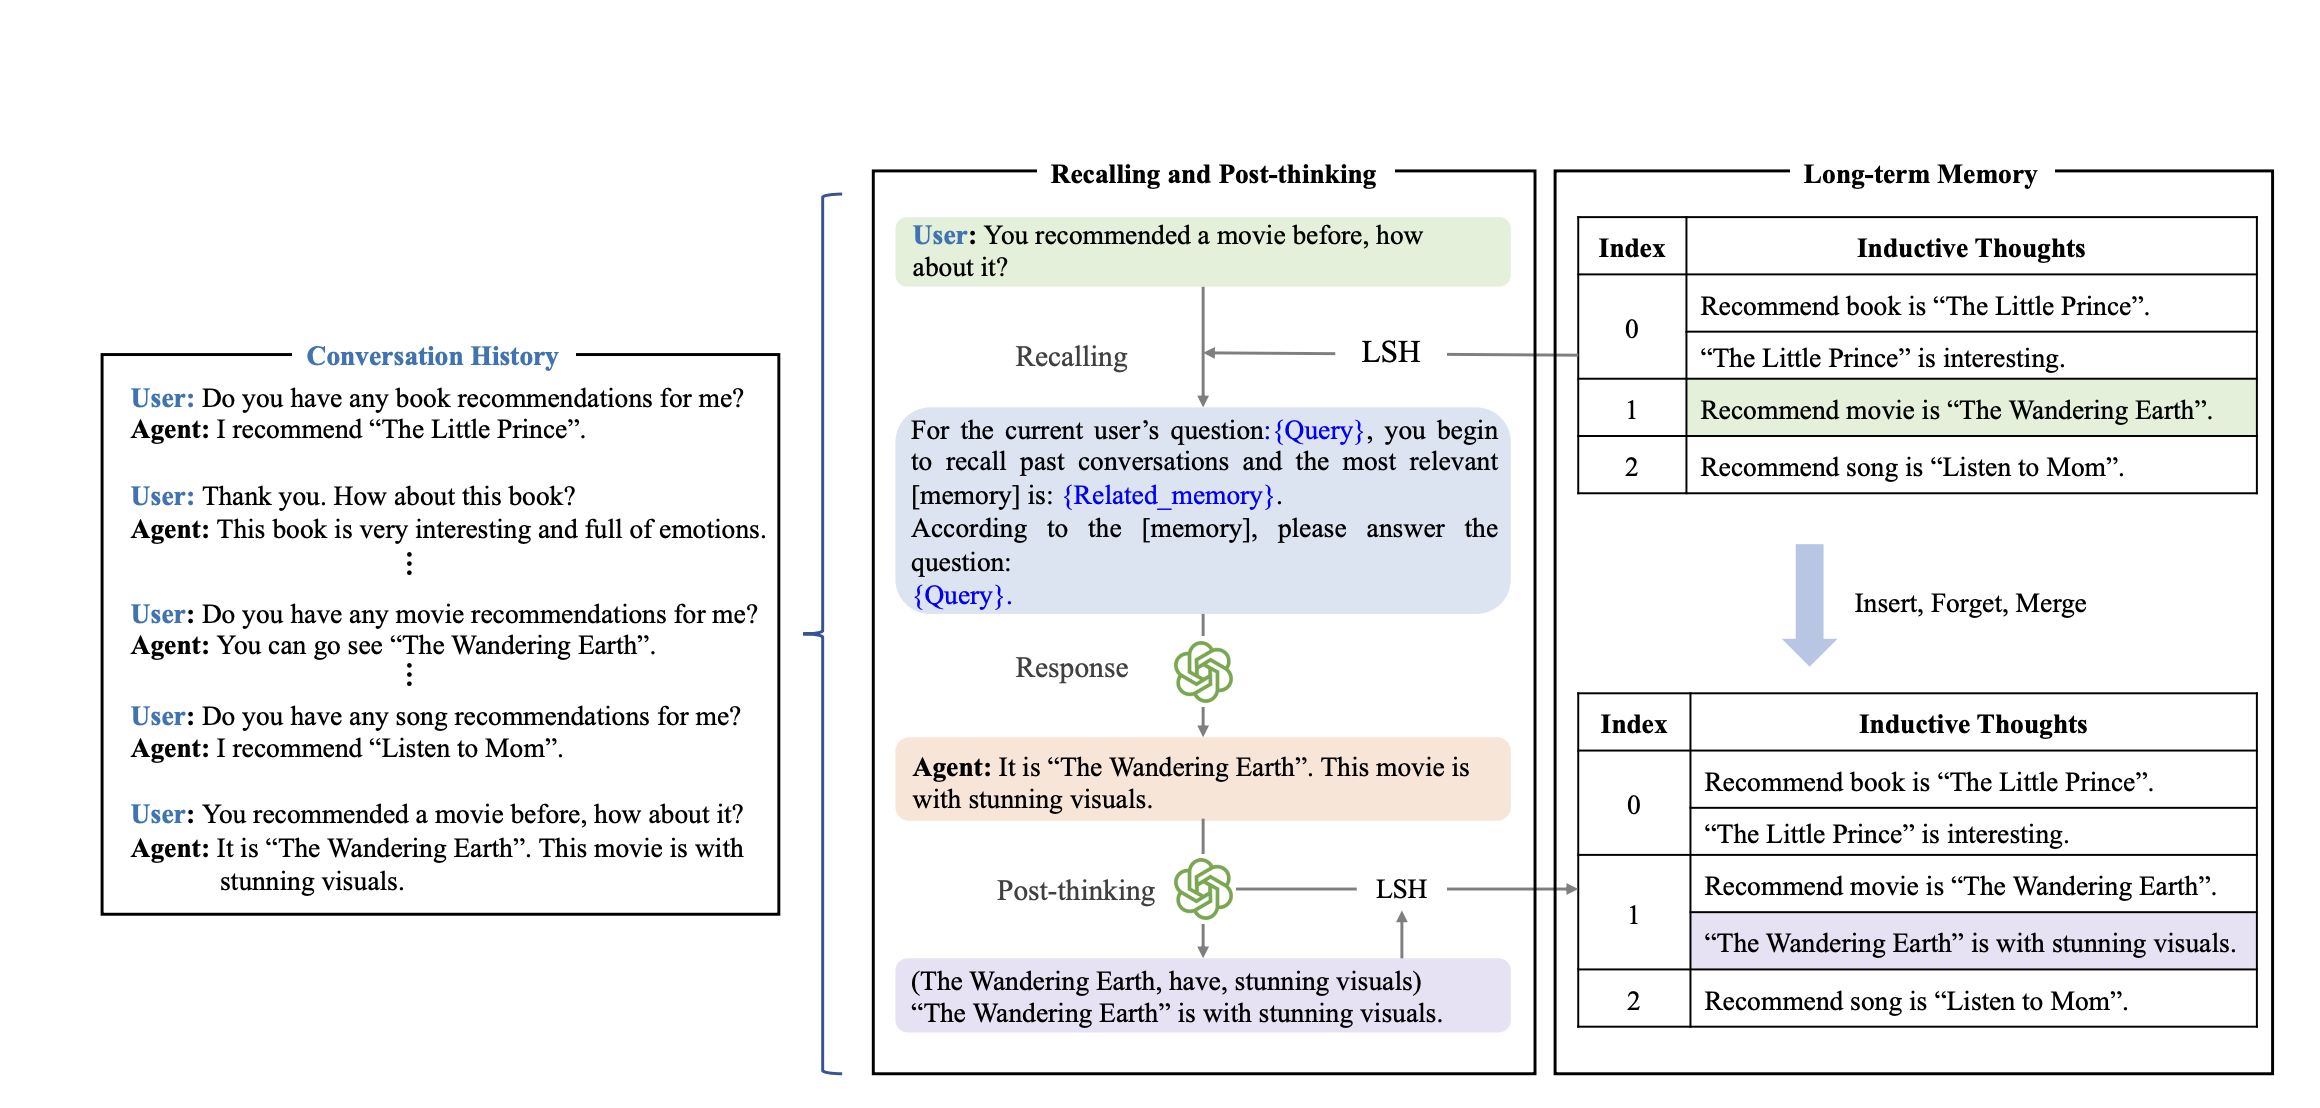 Conversation History
User: Do you have any book recommendations for me?
Agent: I recommend “The Little Prince”.
User: Thank you. How about this book?
Agent: This book is very interesting and full of emotions.
User: Do you have any movie recommendations for me?
Agent: You can go see “The Wandering Earth”.
User: Do you have any song recommendations for me?
Agent: I recommend “Listen to Mom”.
User: You recommended a movie before, how about it?
Agent: It is “The Wandering Earth”. This movie is with
stunning visuals.
Recalling and Post-thinking
User: You recommended a movie before, how
about it?
Recalling
LSH
For the current user’s question:{Query}, you begin
to recall past conversations and the most relevant
[memory] is: {Related_memory}.
According to the [memory], please answer the
question:
{Query}.
Response
Agent: It is “The Wandering Earth”. This movie is
with stunning visuals.
Post-thinking
LSH
(The Wandering Earth, have, stunning visuals)
“The Wandering Earth” is with stunning visuals.
Long-term Memory
Index Inductive Thoughts
0
Recommend book is “The Little Prince”.
“The Little Prince” is interesting.
1 Recommend movie is “The Wandering Earth”.
2 Recommend song is “Listen to Mom”.
Insert, Forget, Merge
Index Inductive Thoughts
0
Recommend book is “The Little Prince”.
“The Little Prince” is interesting.
1
Recommend movie is “The Wandering Earth”.
“The Wandering Earth” is with stunning visuals.
2 Recommend song is “Listen to Mom”.